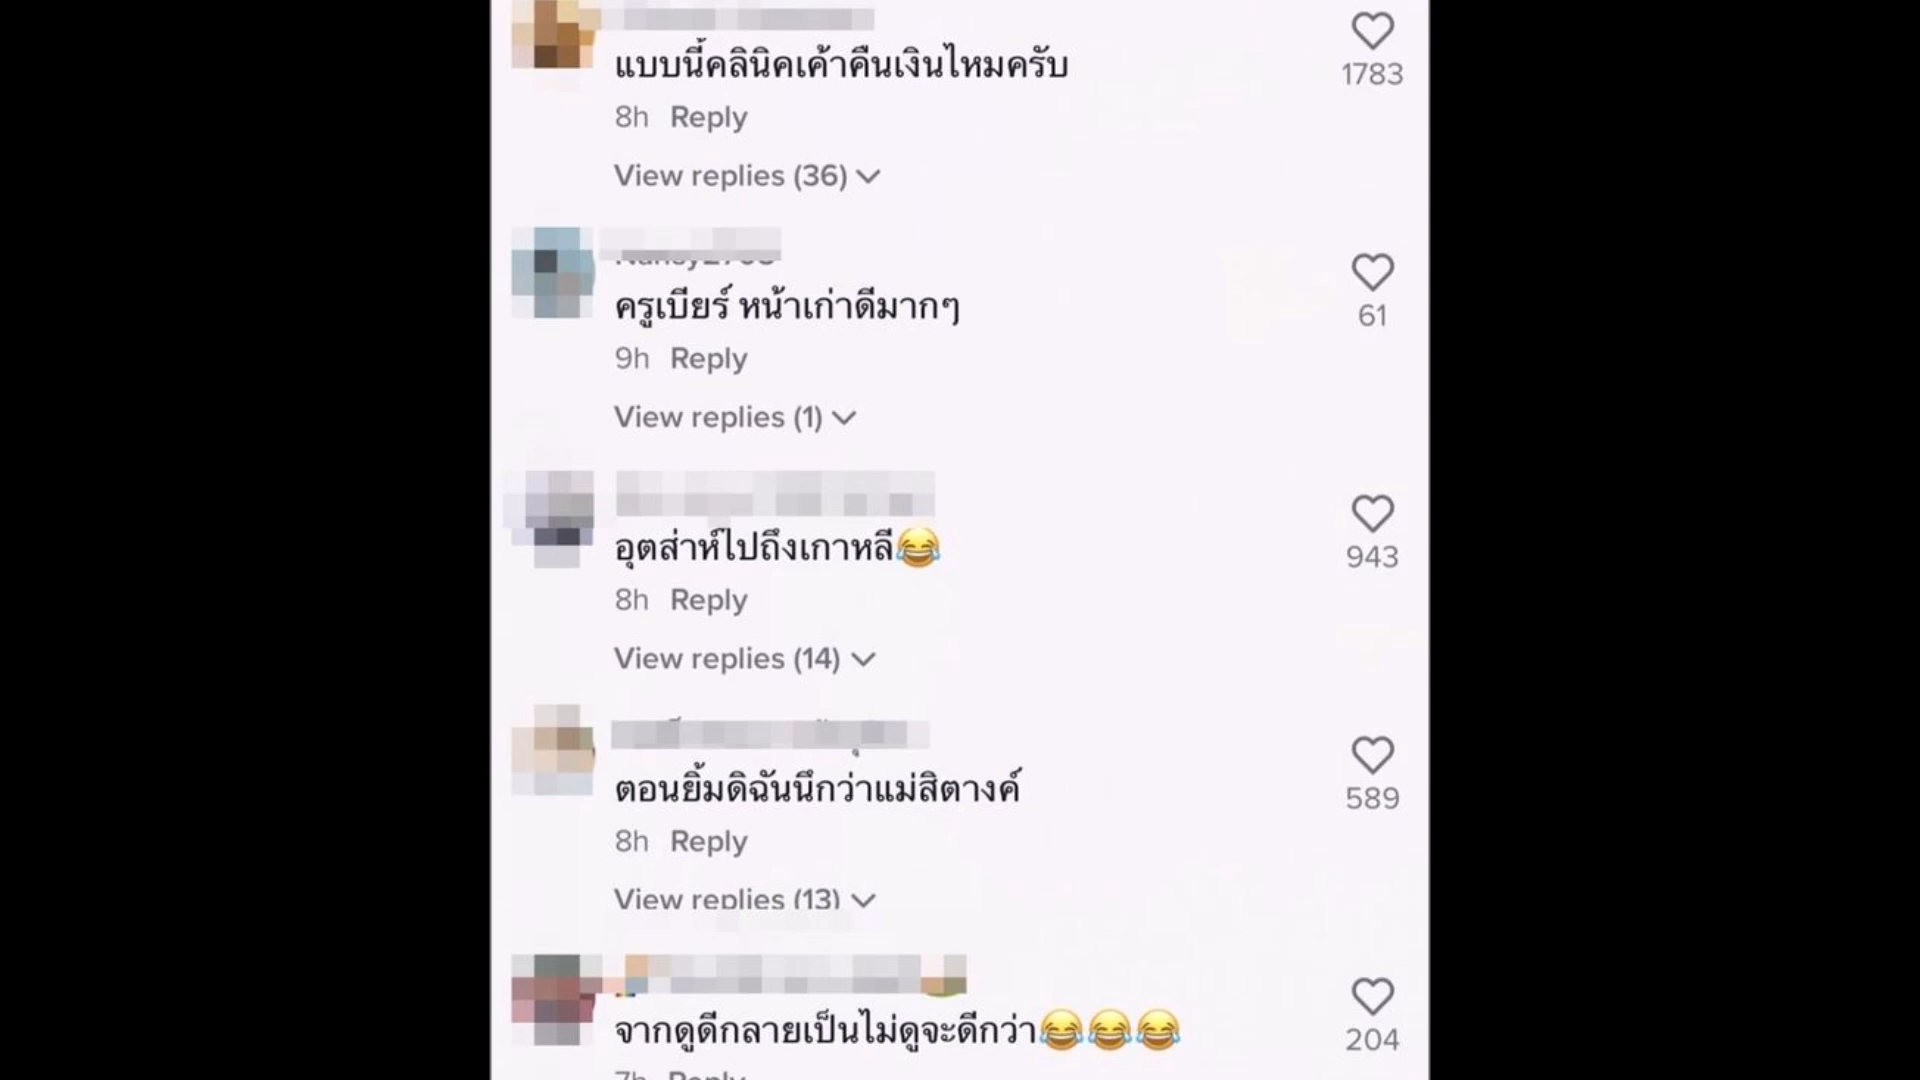 แบบนี้คลินิคเค้าคืนเงินไหมครับ
1783
8h Reply
View replies (36)
ครูเบียร์ หน้าเก่าดีมากๆ
61
9h Reply
View replies (1)
อุตส่าห์ไปถึงเกาหลี😂
943
8h Reply
View replies (14)
ตอนยิ้มดิฉันนึกว่าแม่สิตางค์
589
8h Reply
View replies (13)
จากดูดีกลายเป็นไม่ดูจะดีกว่า😂😂😂
204
7h Reply